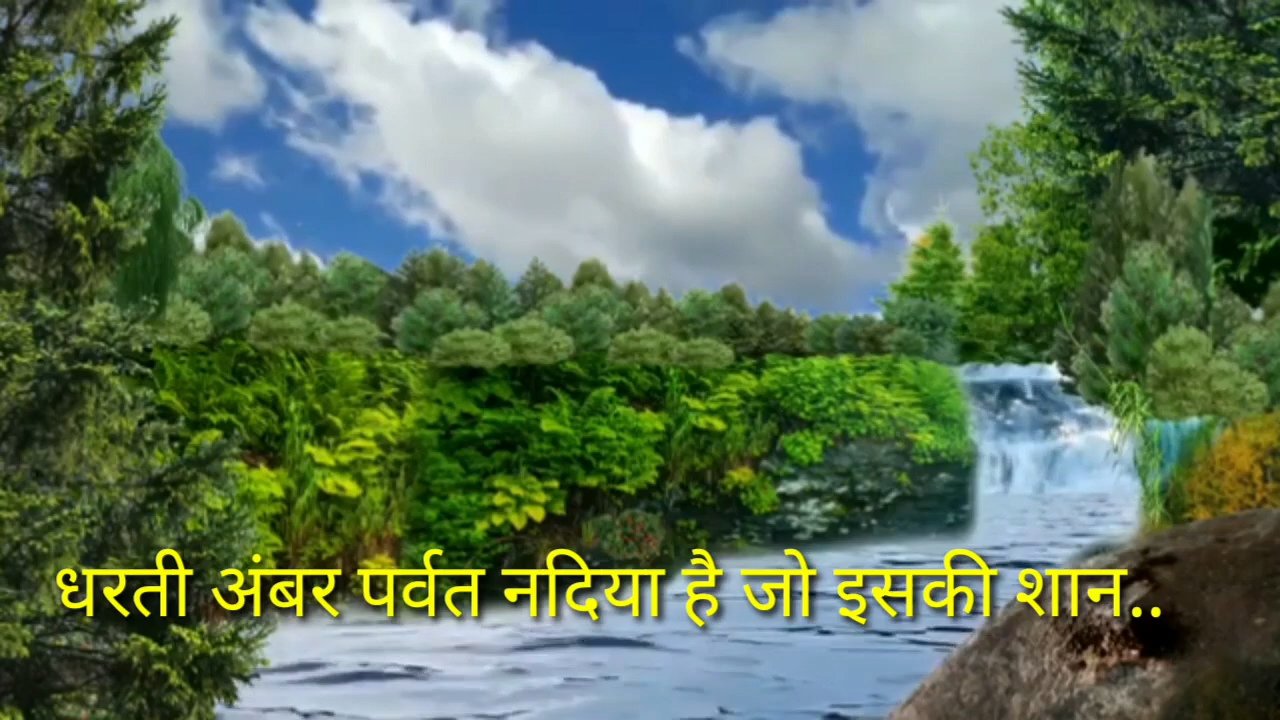 धरती अंबर पर्वत नदिया है जो इसकी शान..